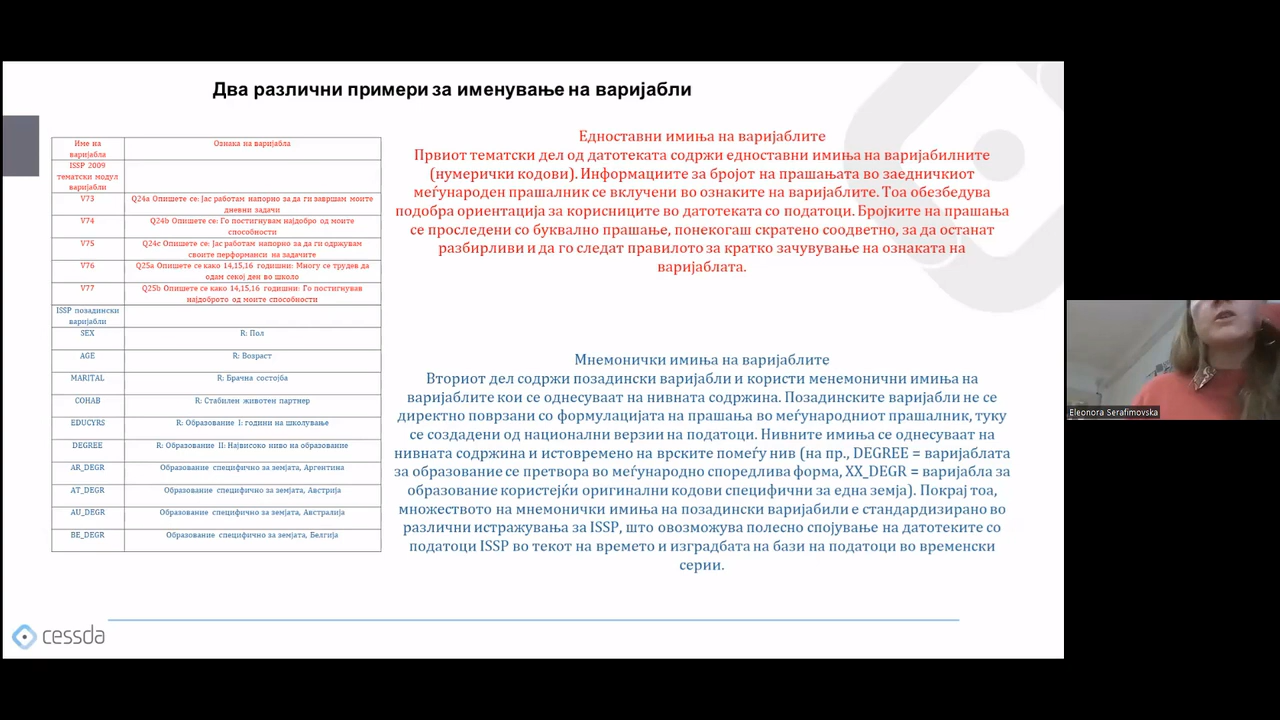 Два различни примери за именување на варијабли
Име на
варијабла
Ознака на варијабла
ISSP 2009
тематски модул
варијабли
V73
Q24a Опишете се: Јас работам напорно за да ги завршам моите
дневни задачи
V74
Q24b Опишете се: Го постигнувам најдобро од моите
способности
V75
Q24c Опишете се: Јас работам напорно за да ги одржувам
своите перформанси на задачите
V76
Q25a Опишете се како 14,15,16 годишни: Многу се трудев да
одам секој ден во школо
V77
Q25b Опишете се како 14,15,16 годишни: Го постигнував
најдоброто од моите способности
ISSP позадински
варијабли
SEX
R: Пол
AGE
R: Возраст
MARITAL
R: Брачна состојба
COHAB
R: Стабилен животен партнер
EDUCYRS
R: Образование I: години на школување
DEGREE
R: Образование II: Највисоко ниво на образование
AR_DEGR
Образование специфично за земјата, Аргентина
AT_DEGR
Образование специфично за земјата, Австрија
AU_DEGR
Образование специфично за земјата, Австралија
BE_DEGR
Образование специфично за земјата, Белгија
Едноставни имиња на варијаблите
Првиот тематски дел од датотеката содржи едноставни имиња на варијабилните
(нумерички кодови). Информациите за бројот на прашањата во заедничкиот
меѓународен прашалник се вклучени во ознаките на варијаблите. Тоа обезбедува
подобра ориентација за корисниците во датотеката со податоци. Бројките на прашања
се проследени со буквално прашање, понекогаш скратено соодветно, за да останат
разбирливи и да го следат правилото за кратко зачувување на ознаката на
варијаблата.
Мнемонички имиња на варијаблите
Вториот дел содржи позадински варијабли и користи менемонични имиња на
варијаблите кои се однесуваат на нивната содржина. Позадинските варијабли не се
директно поврзани со формулацијата на прашања во меѓународниот прашалник, туку
се создадени од национални верзии на податоци. Нивните имиња се однесуваат на
нивната содржина и истовремено на врските помеѓу нив (на пр., DEGREE = варијаблата
за образование се претвора во меѓународно споредлива форма, XX_DEGR = варијабла за
образование користејќи оригинални кодови специфични за една земја). Покрај тоа,
множеството на мнемонички имиња на позадински варијабили е стандардизирано во
различни истражувања за ISSP, што овозможува полесно спојување на датотеките со
податоци ISSP во текот на времето и изградбата на бази на податоци во временски
серии.
cessda
Eleonora Serafimovska